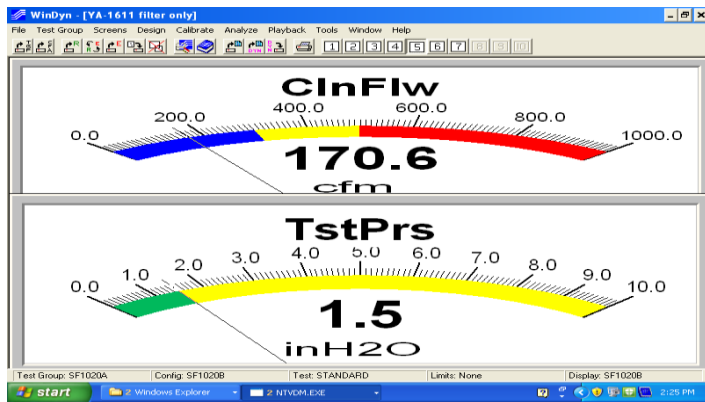 WinDyn - [YA-1611 filter only]
File Test Group Screens Design Calibrate Analyze Playback Tools Window Help
1 2 3 4 5 6 7 8 9 10
ClnFlw
0.0 200.0 400.0 600.0 800.0 1000.0
170.6
cfm
TstPrs
0.0 1.0 2.0 3.0 4.0 5.0 6.0 7.0 8.0 9.0 10.0
1.5
inH2O
Test Group: SF1020A Config: SF1020B Test: STANDARD Limits: None Display: SF1020B
start 2 Windows Explorer 2 NTVDM.EXE 2:25 PM